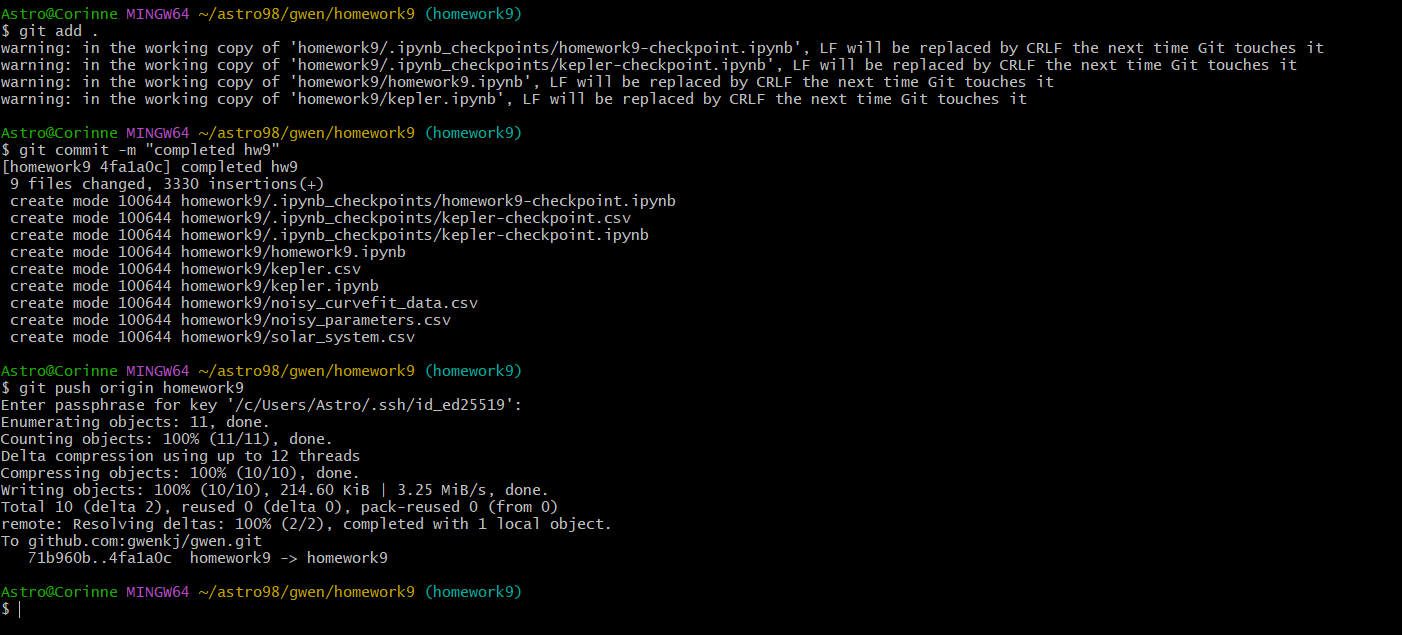 Astro@Corinne MINGW64 ~/astro98/gwen/homework9 (homework9)
$ git add .
warning: in the working copy of 'homework9/.ipynb_checkpoints/homework9-checkpoint.ipynb', LF will be replaced by CRLF the next time Git touches it
warning: in the working copy of 'homework9/.ipynb_checkpoints/kepler-checkpoint.ipynb', LF will be replaced by CRLF the next time Git touches it
warning: in the working copy of 'homework9/homework9.ipynb', LF will be replaced by CRLF the next time Git touches it
warning: in the working copy of 'homework9/kepler.ipynb', LF will be replaced by CRLF the next time Git touches it
Astro@Corinne MINGW64 ~/astro98/gwen/homework9 (homework9)
$ git commit -m "completed hw9"
[homework9 4fa1a0c] completed hw9
 9 files changed, 3330 insertions(+)
 create mode 100644 homework9/.ipynb_checkpoints/homework9-checkpoint.ipynb
 create mode 100644 homework9/.ipynb_checkpoints/kepler-checkpoint.csv
 create mode 100644 homework9/.ipynb_checkpoints/kepler-checkpoint.ipynb
 create mode 100644 homework9/homework9.ipynb
 create mode 100644 homework9/kepler.csv
 create mode 100644 homework9/kepler.ipynb
 create mode 100644 homework9/noisy_curvefit_data.csv
 create mode 100644 homework9/noisy_parameters.csv
 create mode 100644 homework9/solar_system.csv
Astro@Corinne MINGW64 ~/astro98/gwen/homework9 (homework9)
$ git push origin homework9
Enter passphrase for key '/c/Users/Astro/.ssh/id_ed25519':
Enumerating objects: 11, done.
Counting objects: 100% (11/11), done.
Delta compression using up to 12 threads
Compressing objects: 100% (10/10), done.
Writing objects: 100% (10/10), 214.60 KiB | 3.25 MiB/s, done.
Total 10 (delta 2), reused 0 (delta 0), pack-reused 0 (from 0)
remote: Resolving deltas: 100% (2/2), completed with 1 local object.
To github.com:gwenkj/gwen.git
   71b960b..4fa1a0c  homework9 -> homework9
Astro@Corinne MINGW64 ~/astro98/gwen/homework9 (homework9)
$